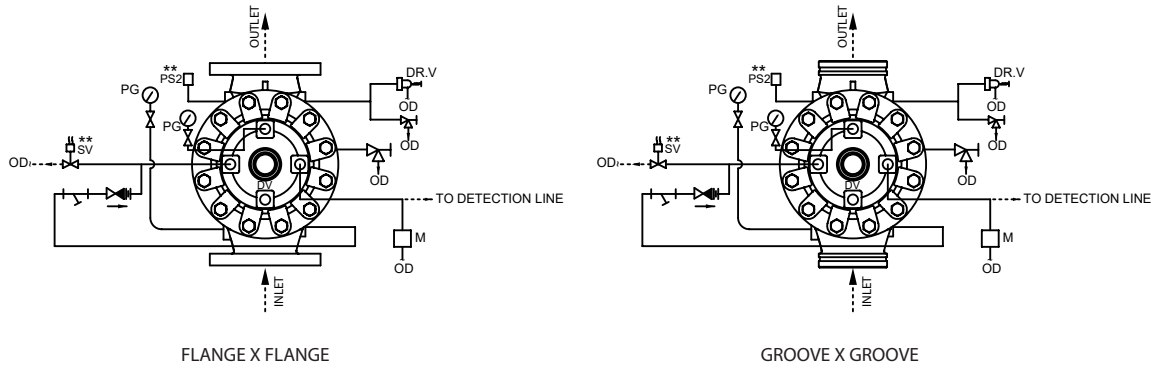 OUTLET
**
PS2
DR.V
PG
OD
PG
**
SV
OD
OD
OD
DV
TO DETECTION LINE
M
OD
INLET
FLANGE X FLANGE
OUTLET
**
PS2
DR.V
PG
OD
PG
**
SV
OD
OD
OD
DV
TO DETECTION LINE
M
OD
INLET
GROOVE X GROOVE